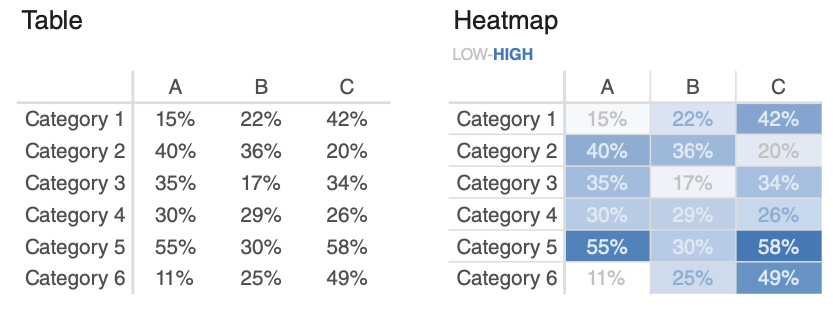 Table
A B C
Category 1 15% 22% 42%
Category 2 40% 36% 20%
Category 3 35% 17% 34%
Category 4 30% 29% 26%
Category 5 55% 30% 58%
Category 6 11% 25% 49%
Heatmap
LOW-HIGH
A B C
Category 1 15% 22% 42%
Category 2 40% 36% 20%
Category 3 35% 17% 34%
Category 4 30% 29% 26%
Category 5 55% 30% 58%
Category 6 11% 25% 49%